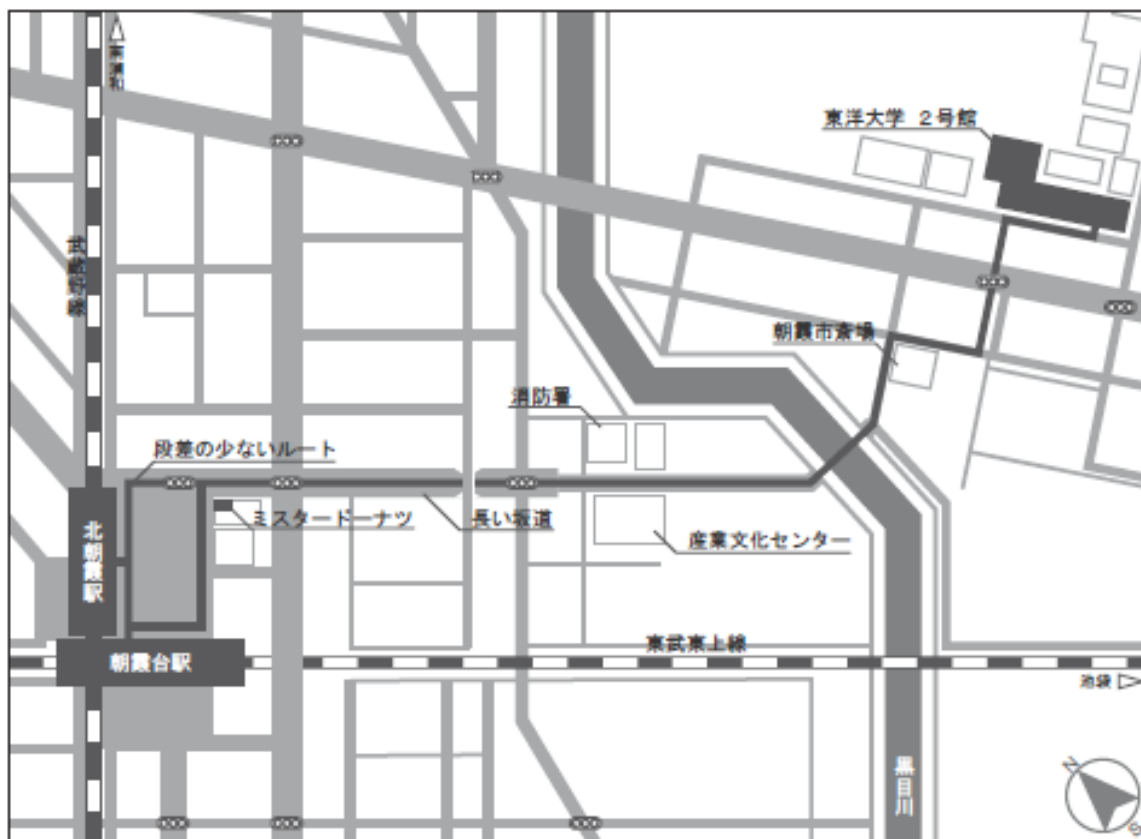 東浦和
東洋大学 2号館
武蔵野線
朝霞市斎場
消防署
段差の少ないルート
ミスタードーナツ
長い坂道
産業文化センター
北朝霞駅
朝霞台駅
東武東上線
池袋
黒目川
N